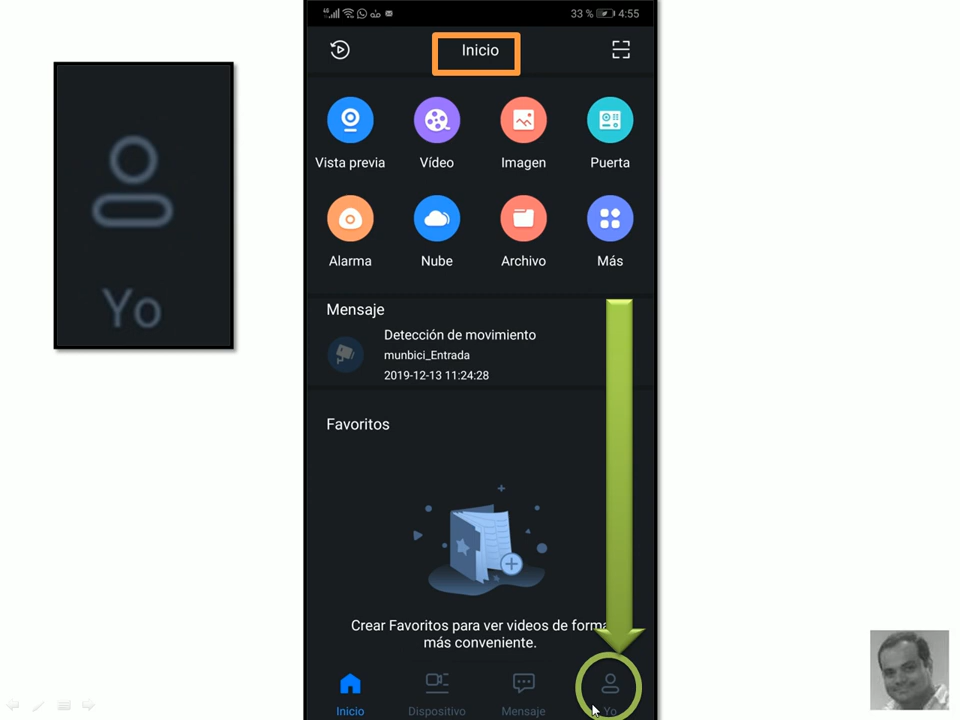 33 % 4:55
Inicio
Vista previa
Vídeo
Imagen
Puerta
Alarma
Nube
Archivo
Más
Mensaje
Detección de movimiento
munbici_Entrada
2019-12-13 11:24:28
Favoritos
Crear Favoritos para ver videos de forma
más conveniente.
Inicio
Dispositivo
Mensaje
Yo
Yo